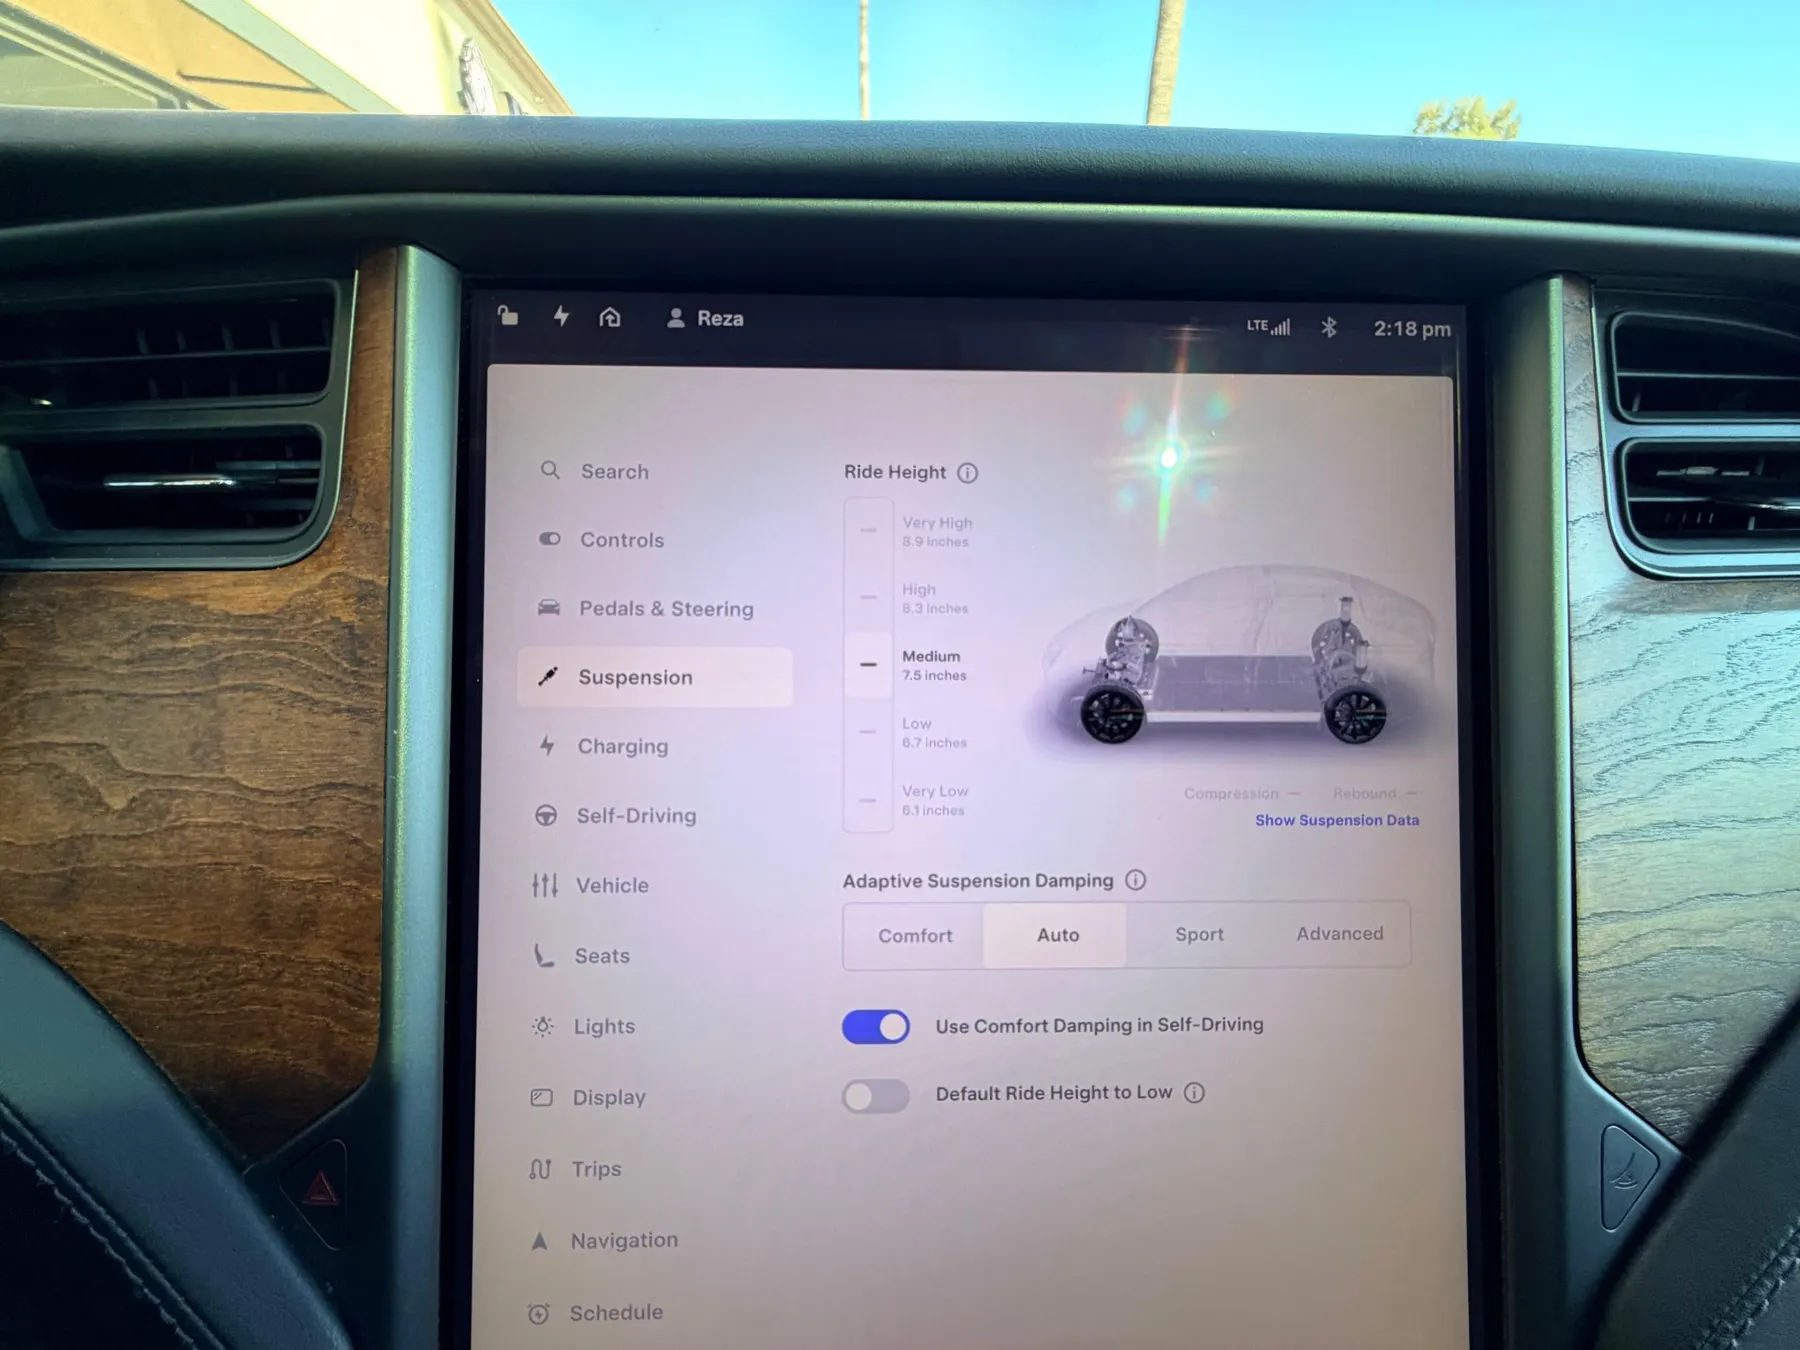 Reza
LTE
2:18 pm
Search
Controls
Pedals & Steering
Suspension
Charging
Self-Driving
Vehicle
Seats
Lights
Display
Trips
Navigation
Schedule
Ride Height
Very High
8.9 inches
High
8.3 inches
Medium
7.5 inches
Low
6.7 inches
Very Low
6.1 inches
Compression — Rebound —
Show Suspension Data
Adaptive Suspension Damping
Comfort Auto Sport Advanced
Use Comfort Damping in Self-Driving
Default Ride Height to Low